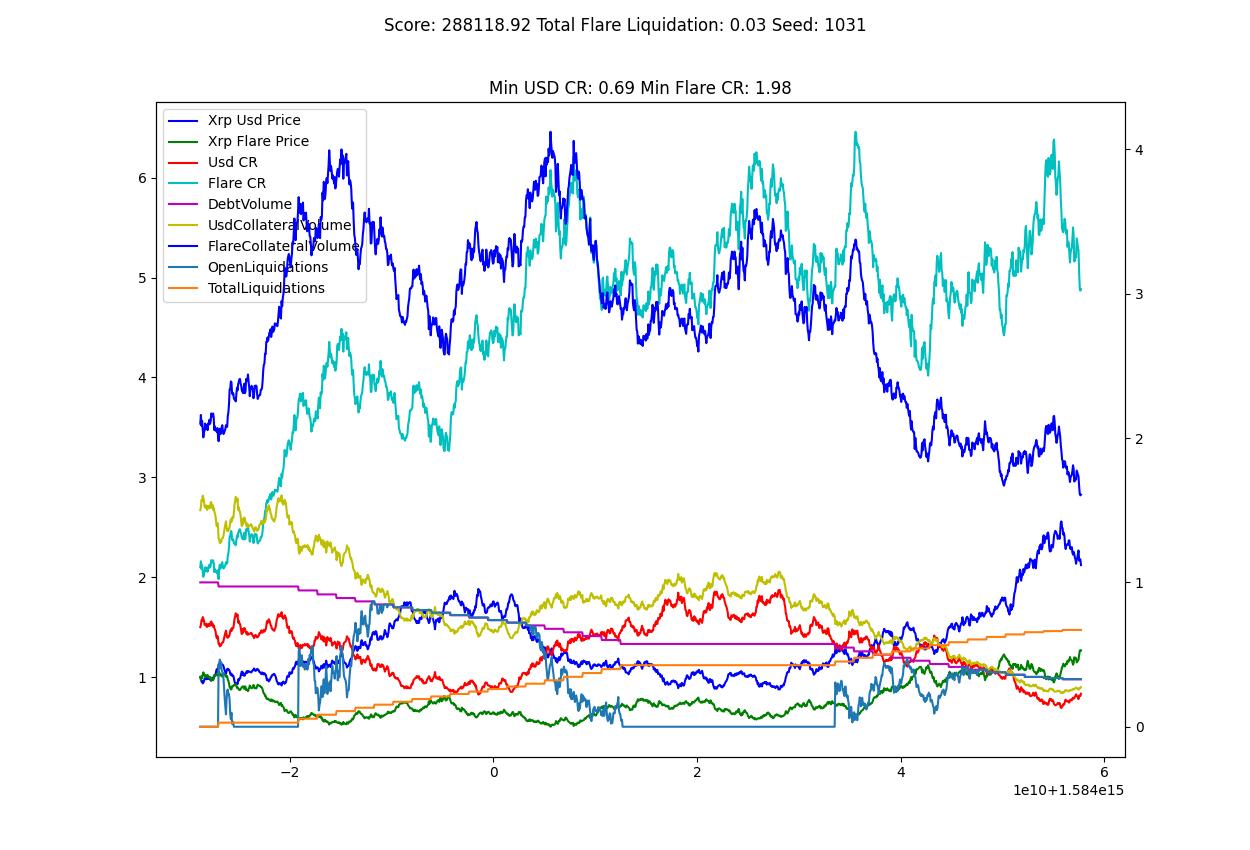 Score: 288118.92 Total Flare Liquidation: 0.03 Seed: 1031
Min USD CR: 0.69 Min Flare CR: 1.98
Xrp Usd Price
Xrp Flare Price
Usd CR
Flare CR
DebtVolume
UsdCollateralVolume
FlareCollateralVolume
OpenLiquidations
TotalLiquidations
6
5
4
3
2
1
4
3
2
1
0
−2
0
2
4
6
1e10+1.584e15